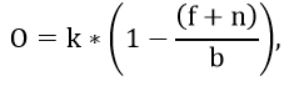 O = k * (1 − (f + n) / b),